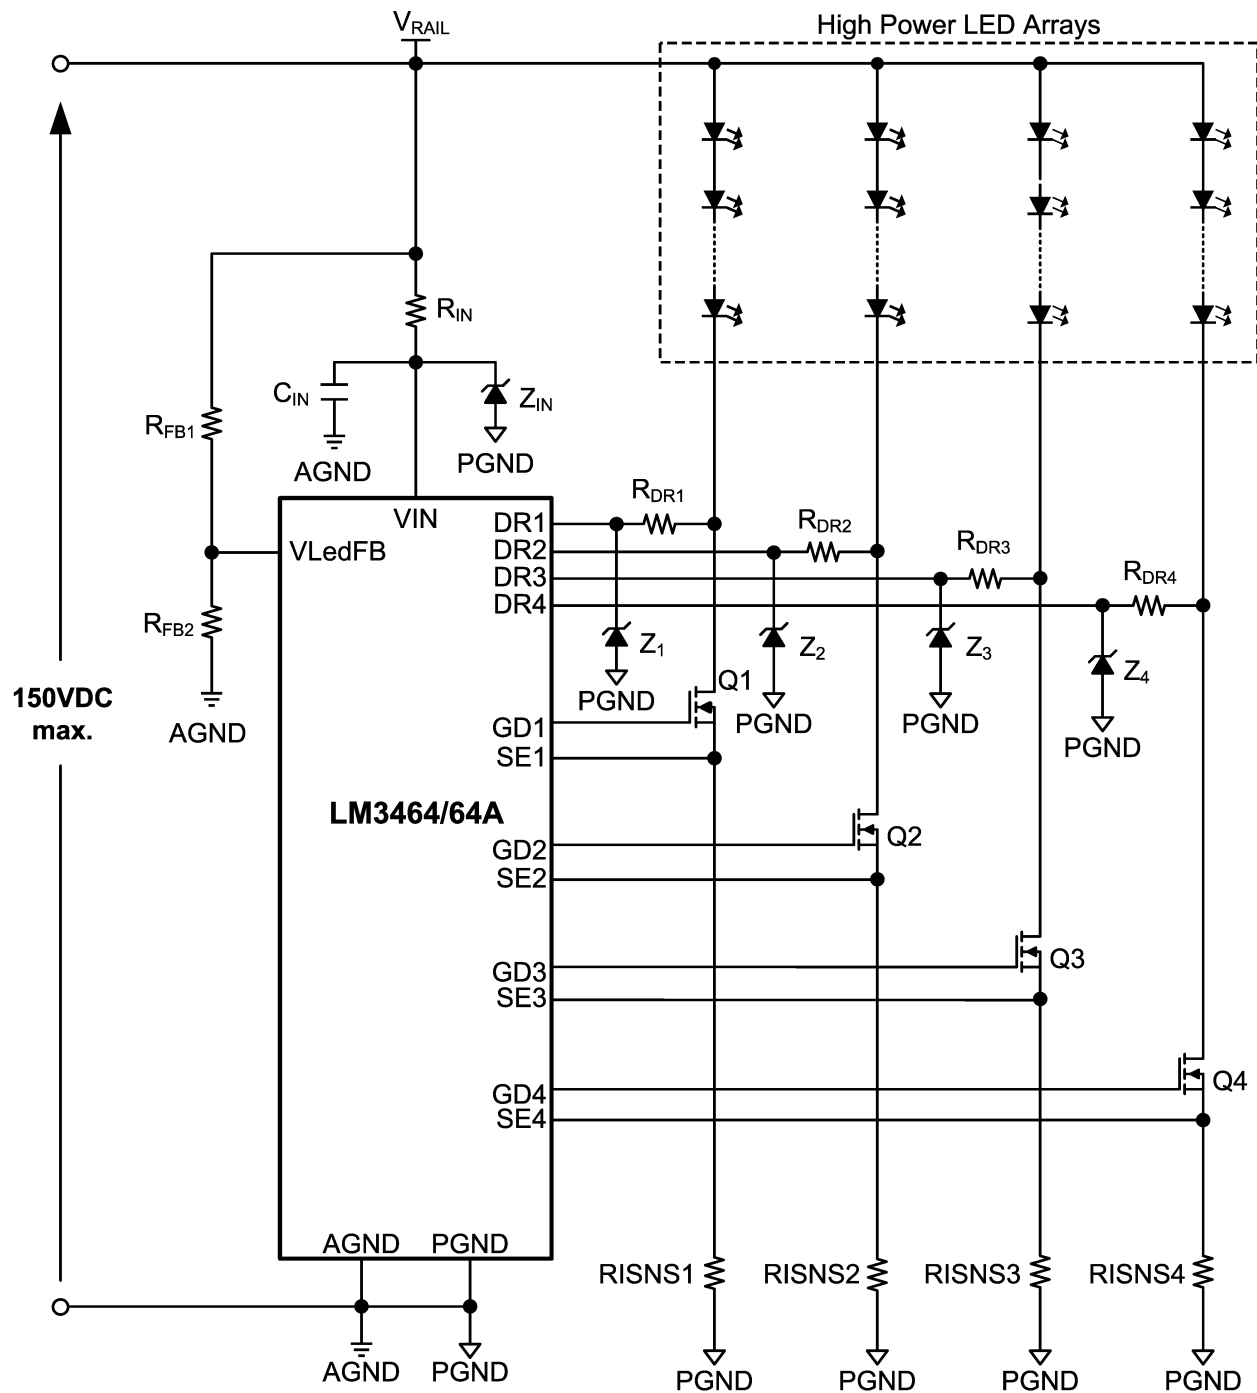 High Power LED Arrays
VRAIL
RIN
CIN
ZIN
RFB1
AGND
PGND
VIN
DR1
RDR1
VLedFB
DR2
RDR2
DR3
RDR3
DR4
RDR4
RFB2
Z1
Z2
Z3
Z4
150VDC
max.
AGND
PGND
Q1
PGND
PGND
PGND
GD1
SE1
LM3464/64A
GD2
Q2
SE2
GD3
Q3
SE3
GD4
Q4
SE4
AGND
PGND
RISNS1
RISNS2
RISNS3
RISNS4
AGND
PGND
PGND
PGND
PGND
PGND